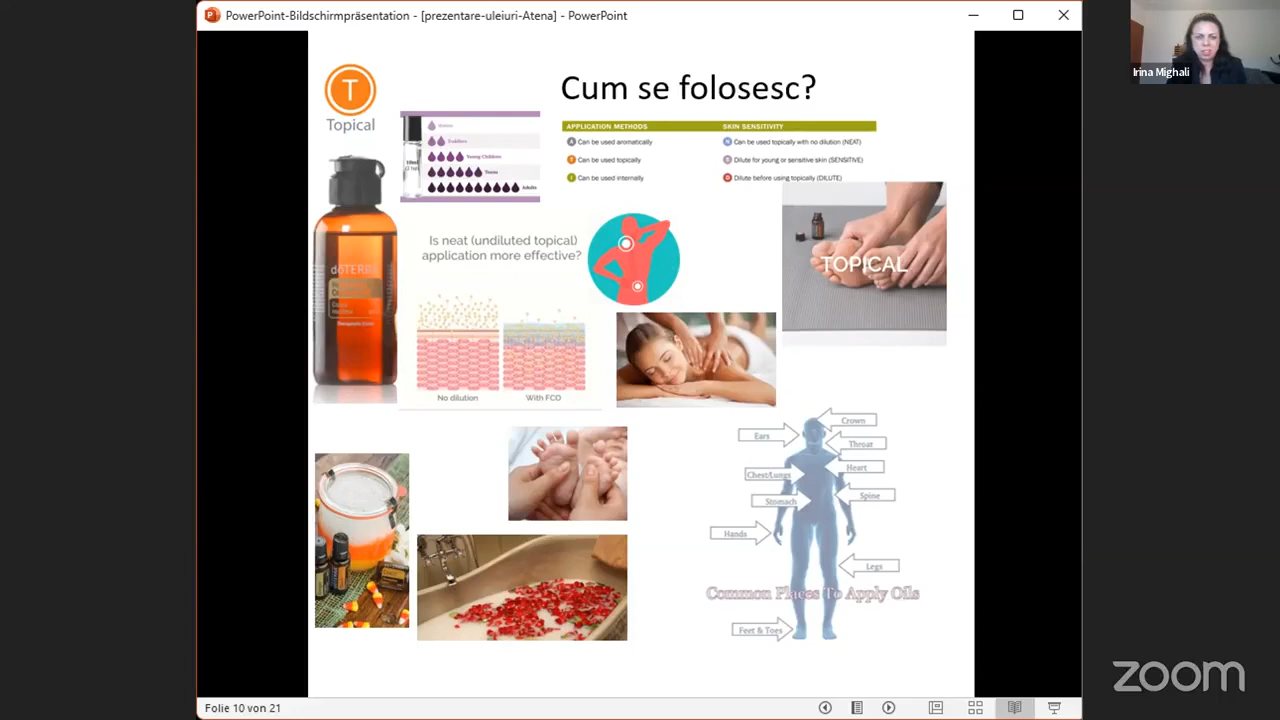 PowerPoint-Bildschirmpräsentation - [prezentare-uleiuri-Atena] - PowerPoint
Irina Mighali
T
Topical
Cum se folosesc?
10ml
Toddlers
Young Children
Teens
Adults
APPLICATION METHODS
A Can be used aromatically
T Can be used topically
I Can be used internally
SKIN SENSITIVITY
N Can be used topically with no dilution (NEAT)
S Dilute for young or sensitive skin (SENSITIVE)
D Dilute before using topically (DILUTE)
dōTERRA
Is neat (undiluted topical)
application more effective?
No dilution
With FCO
TOPICAL
Crown
Ears
Throat
Heart
Chest/Lungs
Spine
Stomach
Hands
Legs
Common Places To Apply Oils
Feet & Toes
zoom
Folie 10 von 21